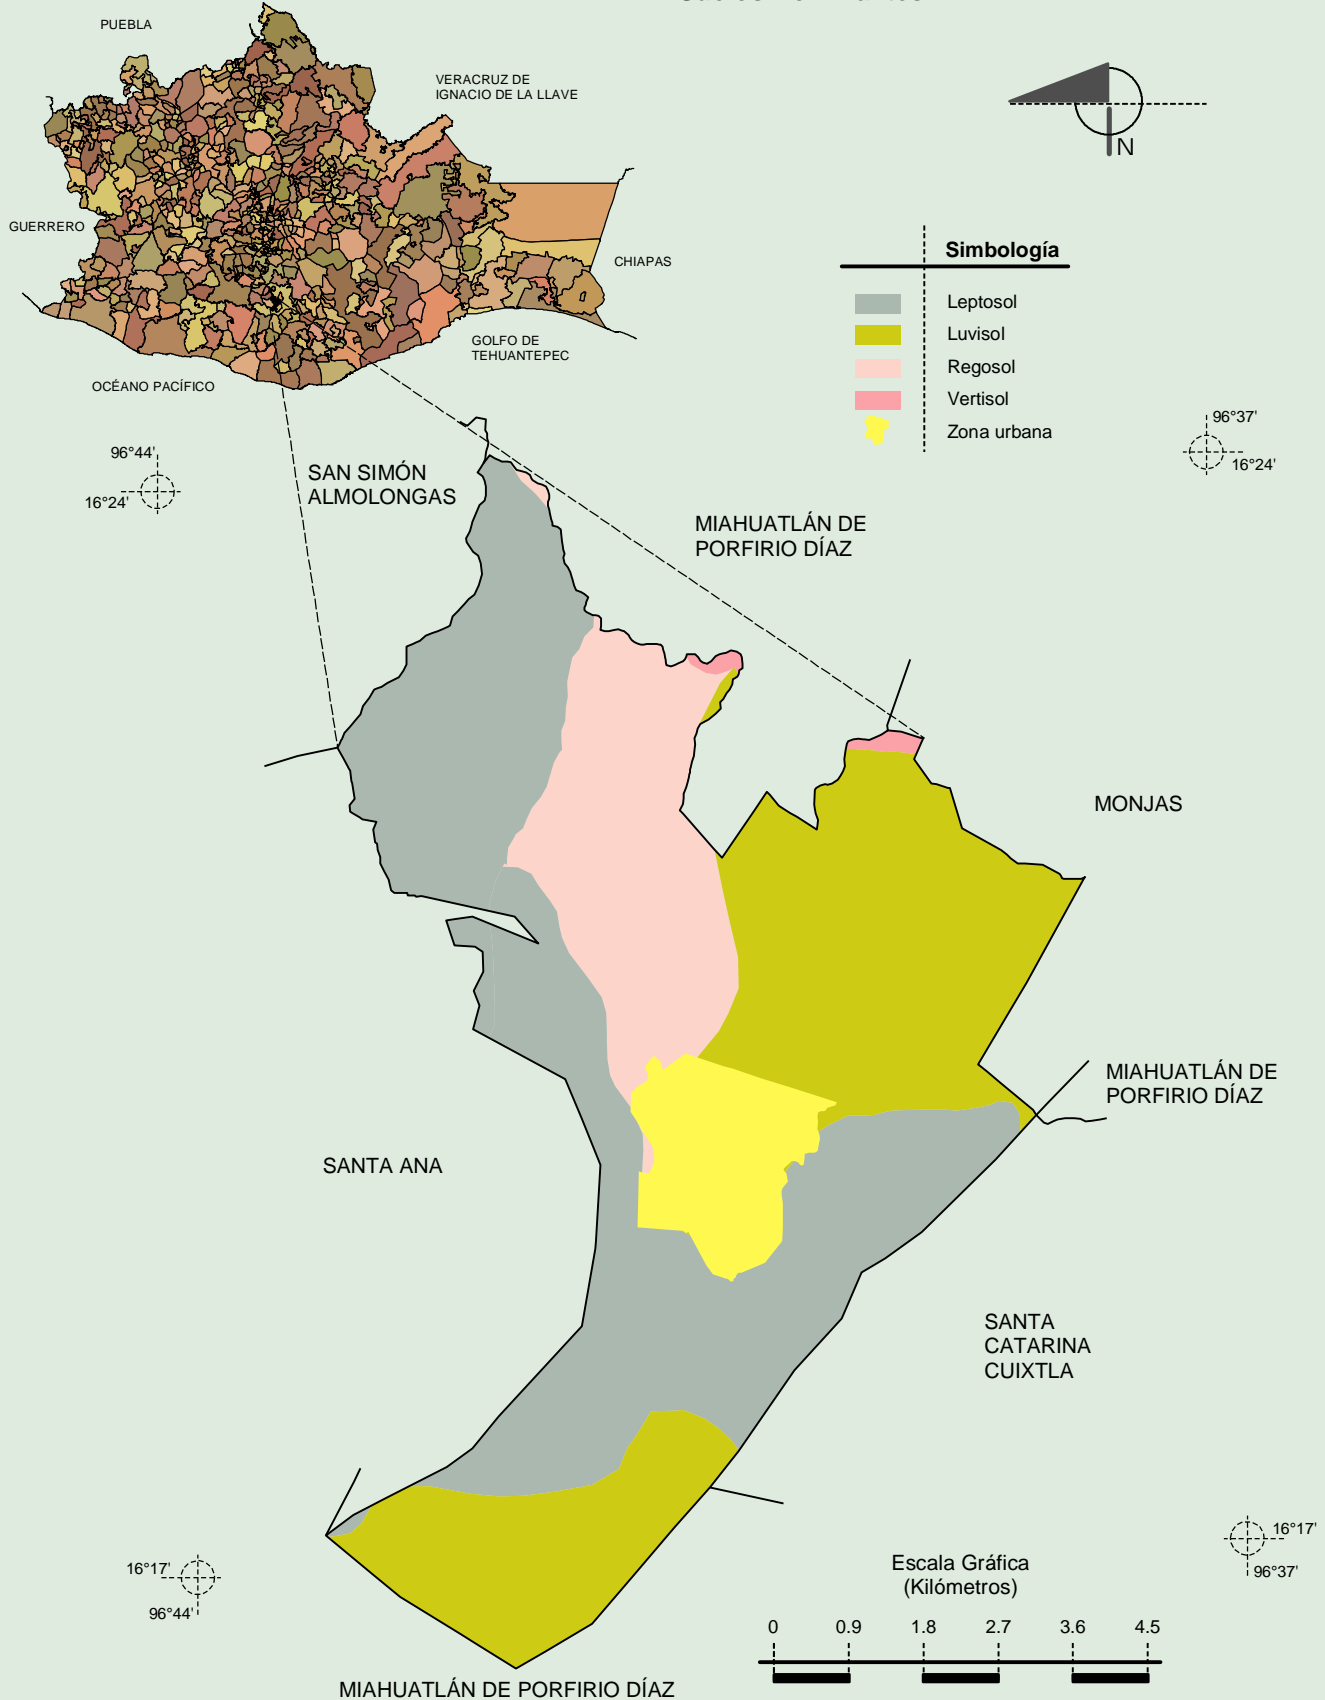 PUEBLA
VERACRUZ DE
IGNACIO DE LA LLAVE
GUERRERO
CHIAPAS
GOLFO DE
TEHUANTEPEC
OCÉANO PACÍFICO
N
Simbología
Leptosol
Luvisol
Regosol
Vertisol
Zona urbana
96°44'
16°24'
96°37'
16°24'
SAN SIMÓN
ALMOLONGAS
MIAHUATLÁN DE
PORFIRIO DÍAZ
MONJAS
MIAHUATLÁN DE
PORFIRIO DÍAZ
SANTA ANA
SANTA
CATARINA
CUIXTLA
16°17'
96°44'
16°17'
96°37'
Escala Gráfica
(Kilómetros)
0 0.9 1.8 2.7 3.6 4.5
MIAHUATLÁN DE PORFIRIO DÍAZ